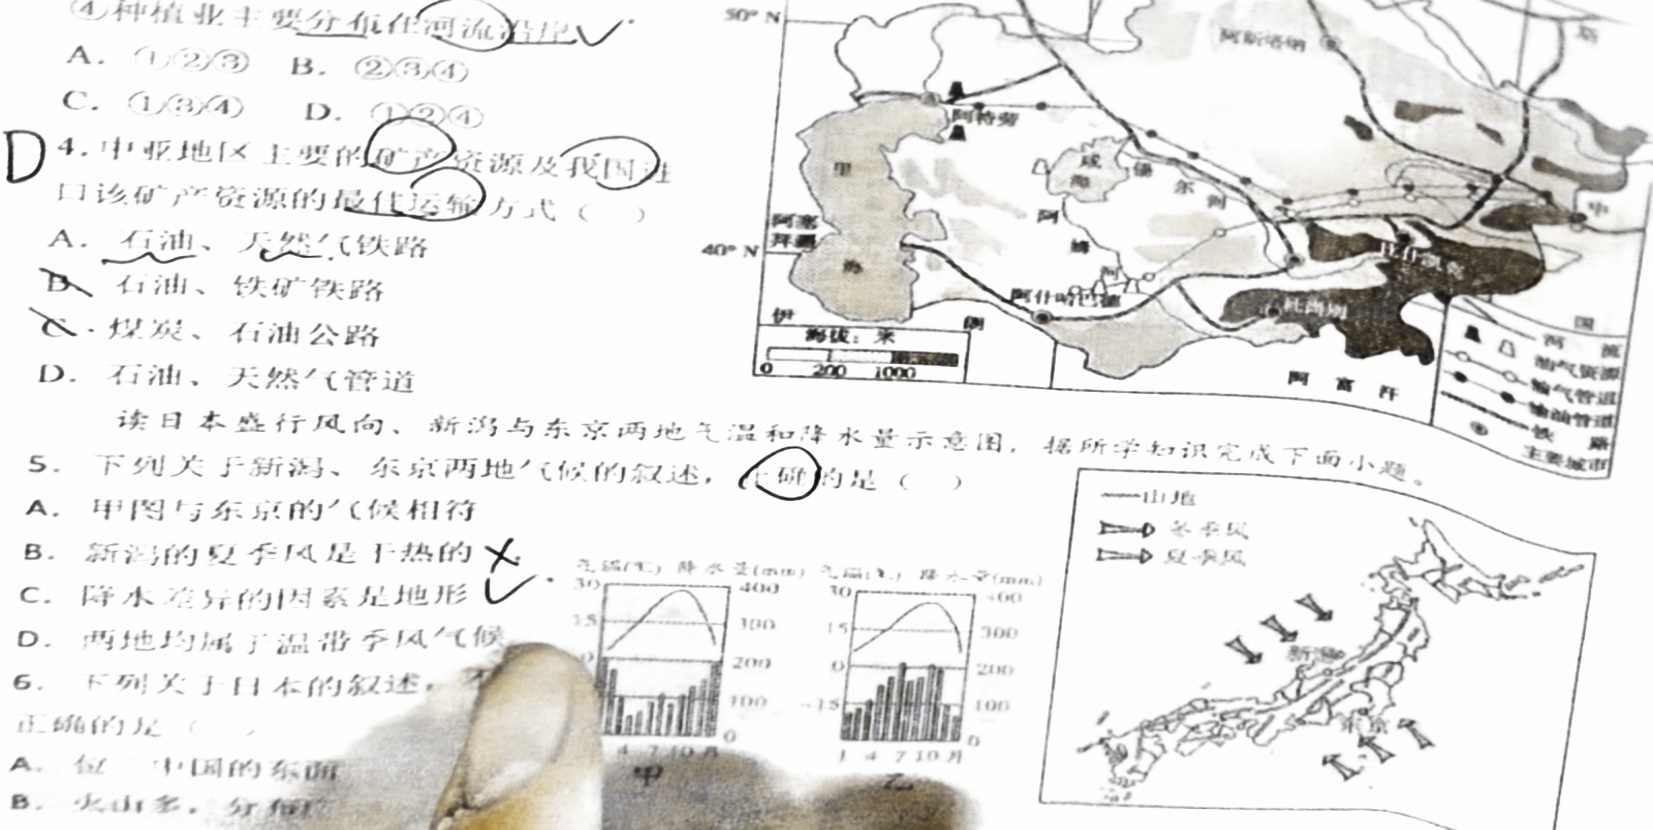 ④种植业主要分布在河流沿岸
A. ①②③ B. ②③④
C. ①③④ D. ①②④
D
4.中亚地区主要的矿产资源及我国进
口该矿产资源的最佳运输方式（ ）
A. 石油、天然气铁路
B. 石油、铁矿铁路
C. 煤炭、石油公路
D. 石油、天然气管道
50° N
阿斯塔纳
阿特劳
里
咸
海
锡
尔
河
阿
姆
河
阿塞
拜疆
40° N
海
中
比什凯克
阿什哈巴德
杜尚别
伊
朗
国
海拔：米
0 200 1000
阿富汗
河 流
油气资源
输气管道
输油管道
铁 路
主要城市
读日本盛行风向、新潟与东京两地气温和降水量示意图，据所学知识完成下面小题。
5. 下列关于新潟、东京两地气候的叙述，正确的是（ ）
A. 甲图与东京的气候相符
B. 新潟的夏季风是干热的
C. 降水差异的因素是地形
D. 两地均属于温带季风气候
6. 下列关于日本的叙述，不
正确的是（ ）
A. 位 中国的东面
B. 火山多，分布
气温(℃) 降水量(mm) 气温(℃) 降水量(mm)
30 400 30 400
15 300 15 300
0 200 0 200
100 -15 100
0 0
4 7 10 月 1 4 7 10 月
甲 乙
山地
冬季风
夏季风
新潟
东京